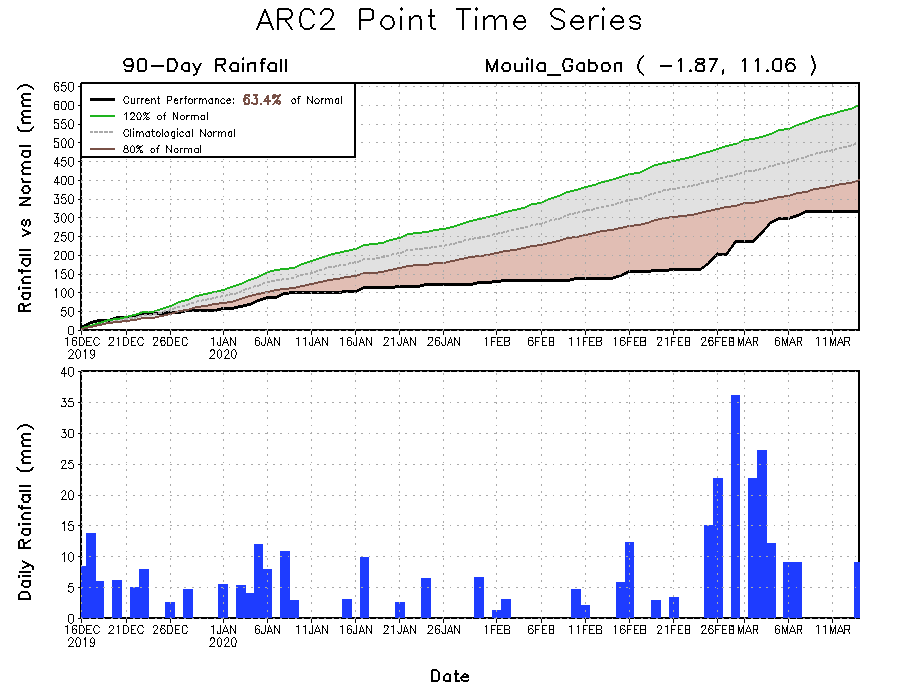 ARC2 Point Time Series
90-Day Rainfall
Mouila_Gabon ( -1.87, 11.06 )
Rainfall vs Normal (mm)
650
600
550
500
450
400
350
300
250
200
150
100
50
0
Current Performance: 63.4% of Normal
120% of Normal
Climatological Normal
80% of Normal
16DEC 21DEC 26DEC 1JAN 6JAN 11JAN 16JAN 21JAN 26JAN 1FEB 6FEB 11FEB 16FEB 21FEB 26FEB 1MAR 6MAR 11MAR
2019 2020
Daily Rainfall (mm)
40
35
30
25
20
15
10
5
0
16DEC 21DEC 26DEC 1JAN 6JAN 11JAN 16JAN 21JAN 26JAN 1FEB 6FEB 11FEB 16FEB 21FEB 26FEB 1MAR 6MAR 11MAR
2019 2020
Date